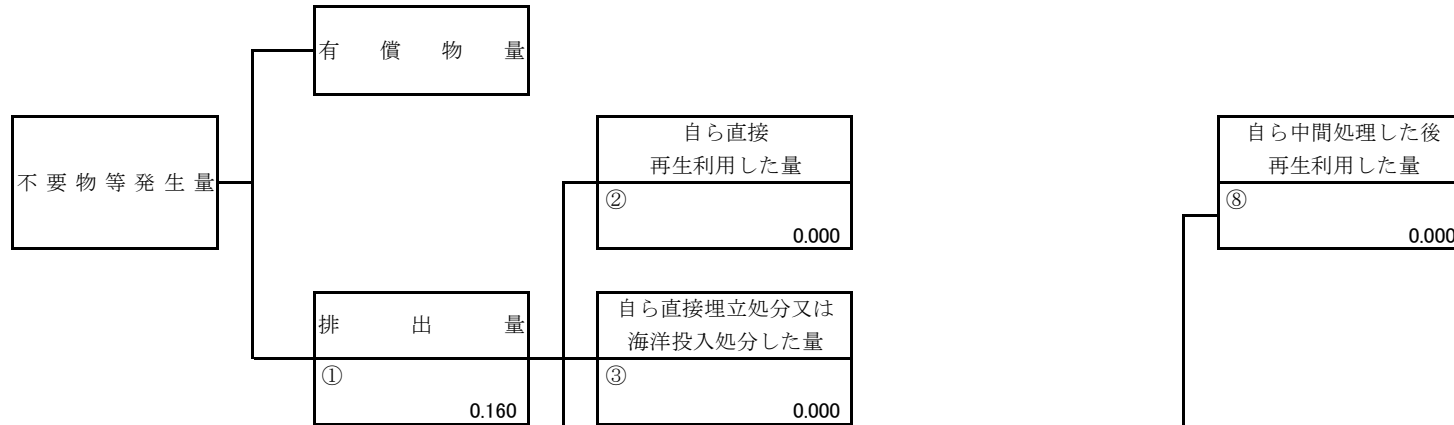 有償物量
不要物等発生量
自ら直接
再生利用した量
②
0.000
自ら中間処理した後
再生利用した量
⑧
0.000
排出量
①
0.160
自ら直接埋立処分又は
海洋投入処分した量
③
0.000